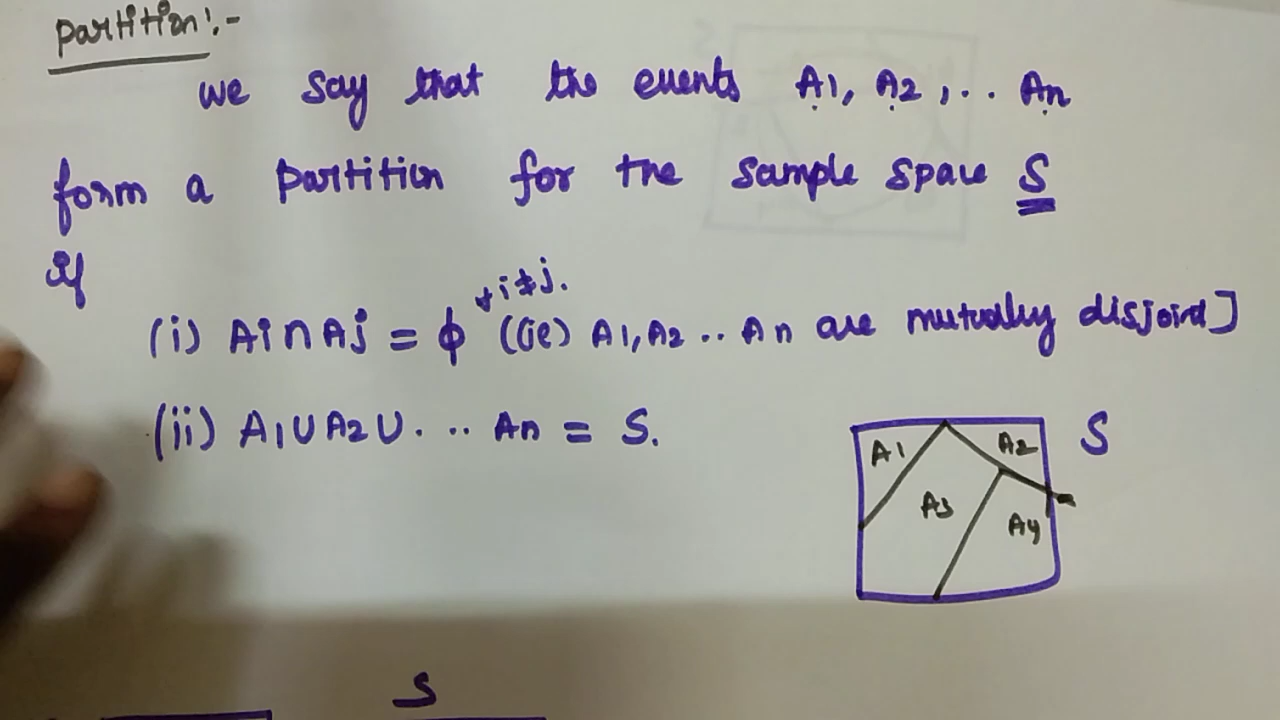 Partition:-
we say that the events A1, A2, .. An
form a partition for the sample space S
if
∀ i≠j.
(i) Ai∩Aj = ϕ ((ie) A1, A2 .. An are mutually disjoint]
(ii) A1∪A2∪. .. An = S.
S
A1 A2
A3
A4
S